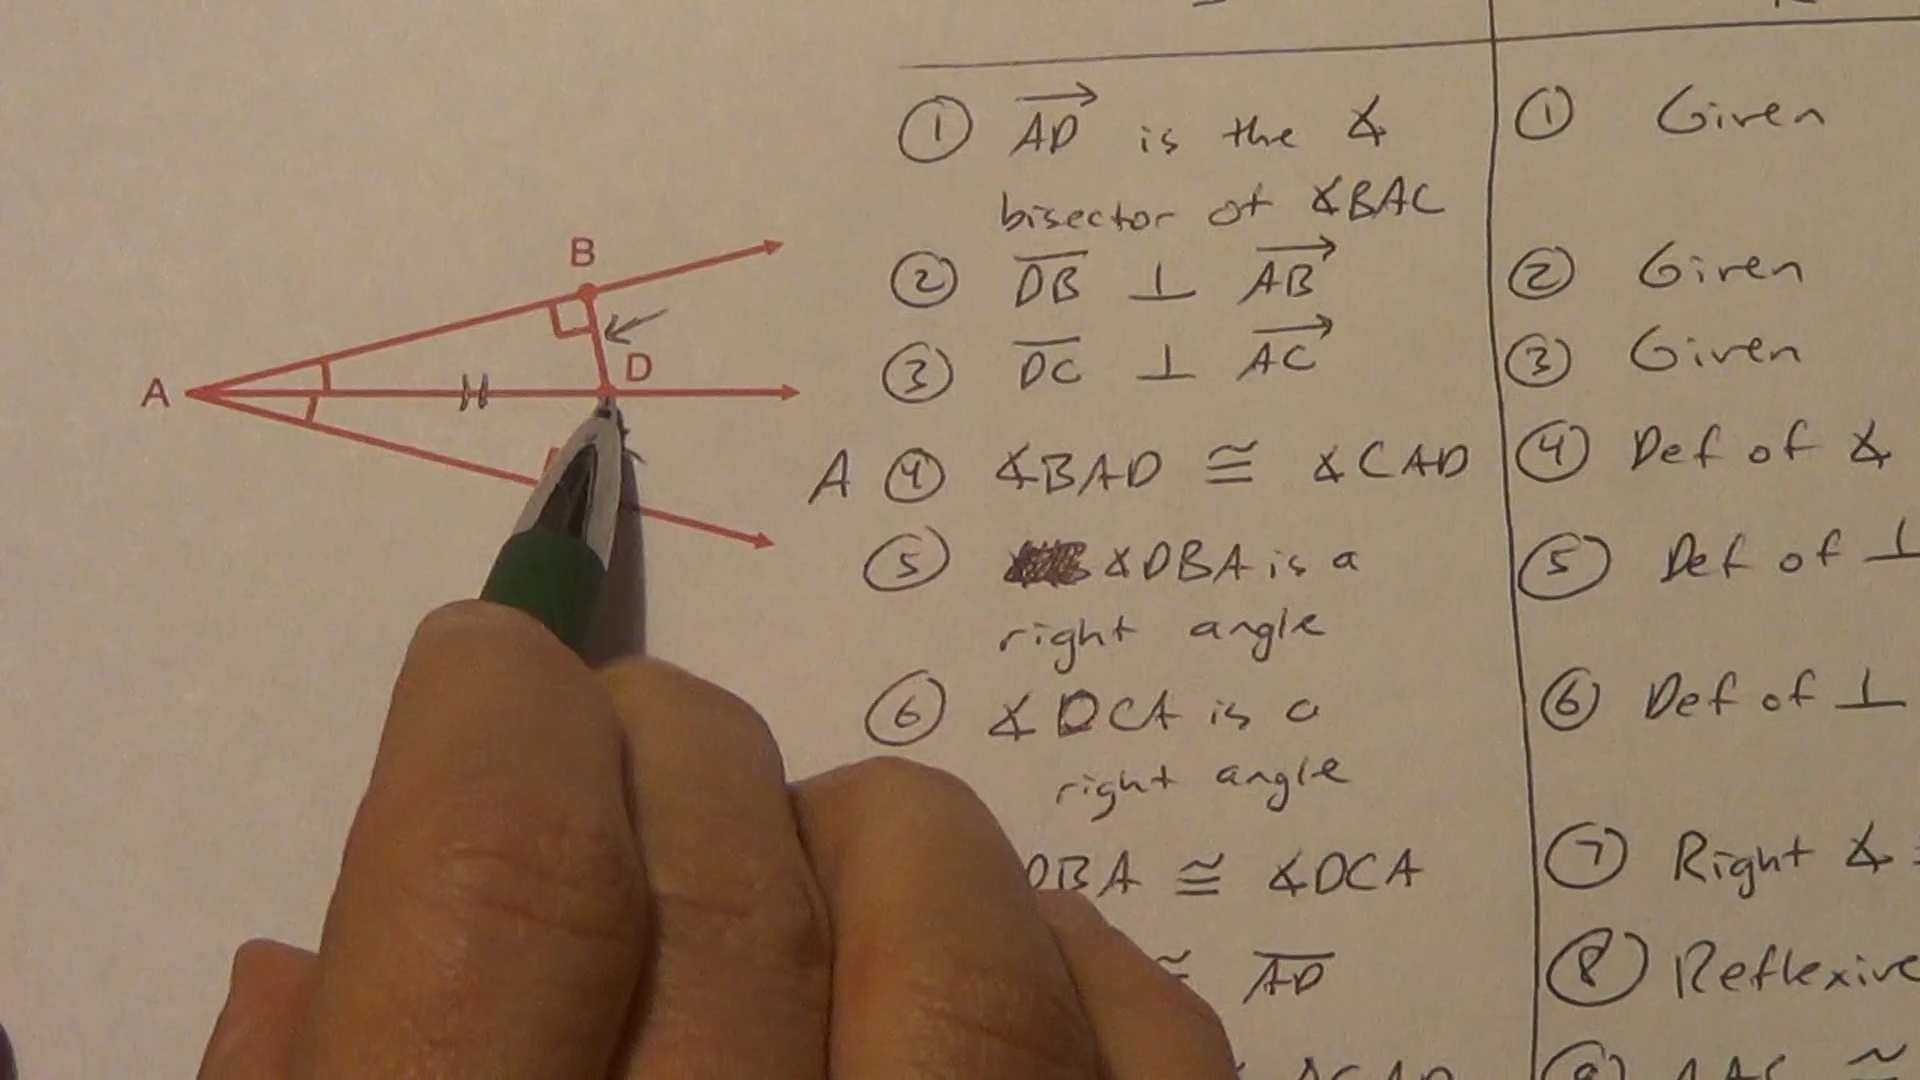 B
D
A
① AD is the ∡
bisector of ∡BAC
② DB ⊥ AB
③ DC ⊥ AC
A ④ ∡BAD ≅ ∡CAD
⑤ ∡DBA is a
right angle
⑥ ∡DCA is a
right angle
DBA ≅ ∡DCA
≅ AD
① Given
② Given
③ Given
④ Def of ∡
⑤ Def of ⊥
⑥ Def of ⊥
⑦ Right ∡ ≅
⑧ Reflexive